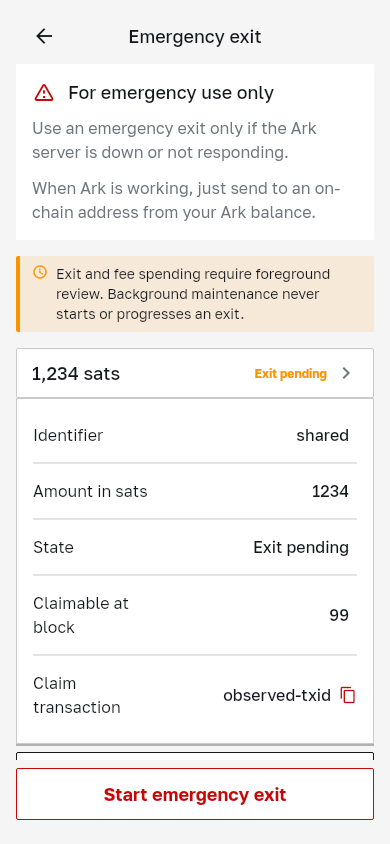 Emergency exit
For emergency use only
Use an emergency exit only if the Ark
server is down or not responding.
When Ark is working, just send to an on-
chain address from your Ark balance.
Exit and fee spending require foreground
review. Background maintenance never
starts or progresses an exit.
1,234 sats Exit pending
Identifier shared
Amount in sats 1234
State Exit pending
Claimable at
block 99
Claim
transaction observed-txid
Start emergency exit